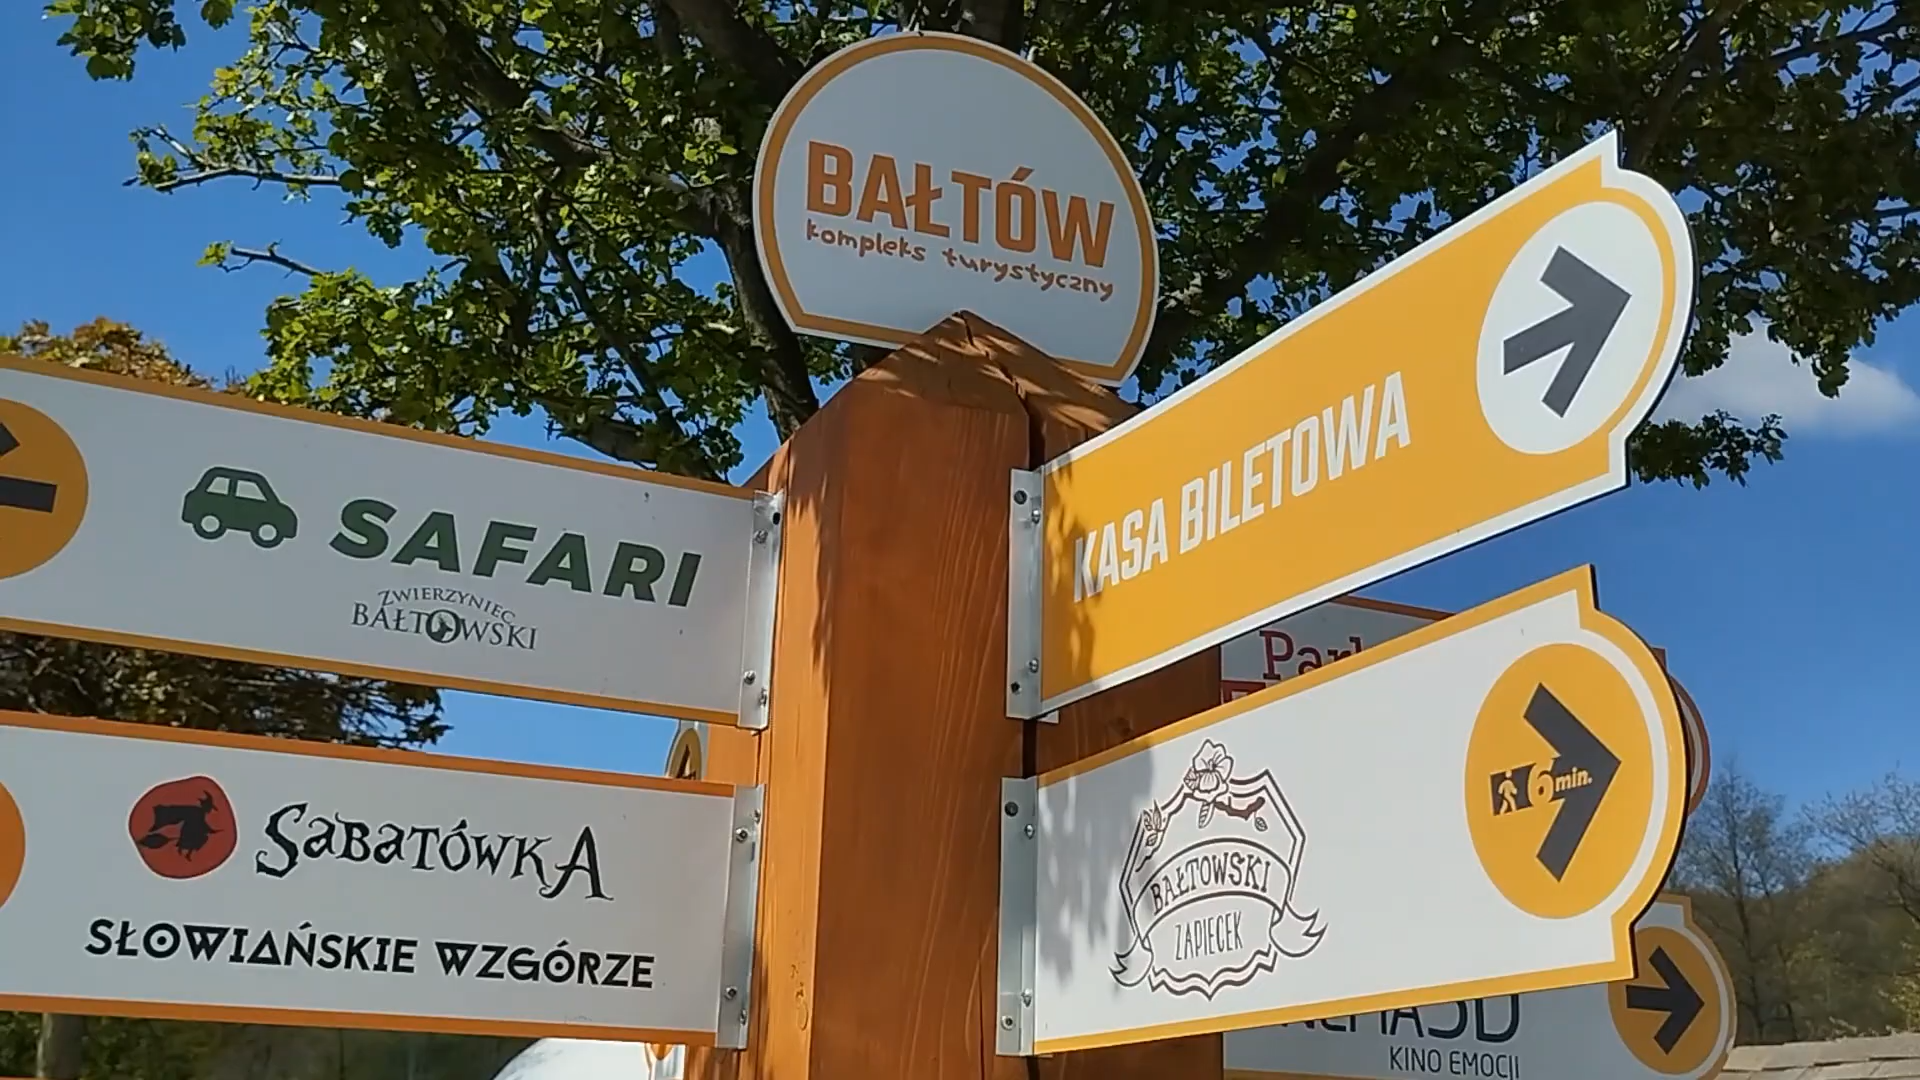 BAŁTÓW
kompleks turystyczny
SAFARI
ZWIERZYNIEC
BAŁTOWSKI
SABATÓWKA
SŁOWIAŃSKIE WZGÓRZE
KASA BILETOWA
6 min.
BAŁTOWSKI
ZAPIECEK
KINO EMOCJI